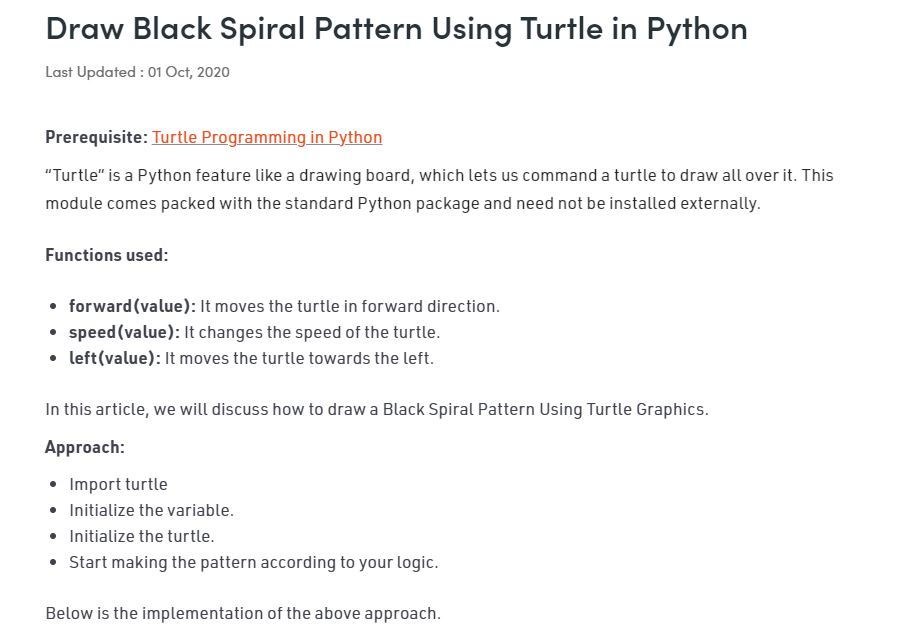 Draw Black Spiral Pattern Using Turtle in Python
Last Updated : 01 Oct, 2020
Prerequisite: Turtle Programming in Python
“Turtle” is a Python feature like a drawing board, which lets us command a turtle to draw all over it. This
module comes packed with the standard Python package and need not be installed externally.
Functions used:
• forward(value): It moves the turtle in forward direction.
• speed(value): It changes the speed of the turtle.
• left(value): It moves the turtle towards the left.
In this article, we will discuss how to draw a Black Spiral Pattern Using Turtle Graphics.
Approach:
• Import turtle
• Initialize the variable.
• Initialize the turtle.
• Start making the pattern according to your logic.
Below is the implementation of the above approach.